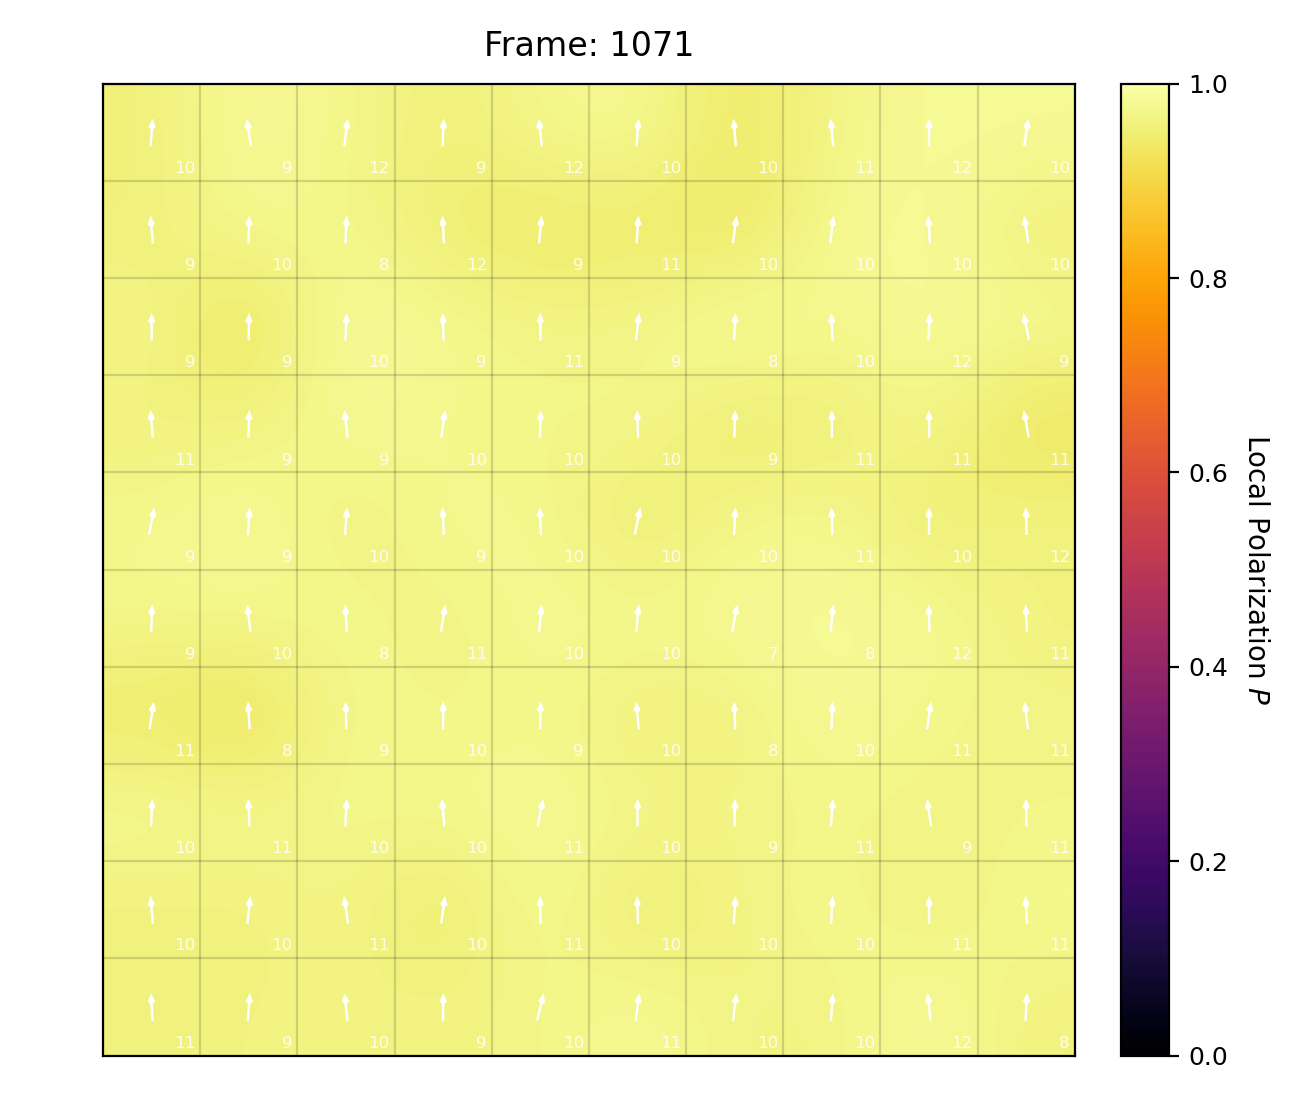 Frame: 1071
10 9 12 9 12 10 10 11 12 10
9 10 8 12 9 11 10 10 10 10
9 9 10 9 11 9 8 10 12 9
11 9 9 10 10 10 9 11 11 11
9 9 10 9 10 10 10 11 10 12
9 10 8 11 10 10 7 8 12 11
11 8 9 10 9 10 8 10 11 11
10 11 10 10 11 10 9 11 9 11
10 10 11 10 11 10 10 10 11 11
11 9 10 9 10 11 10 10 12 8
1.0
0.8
0.6
0.4
0.2
0.0
Local Polarization P